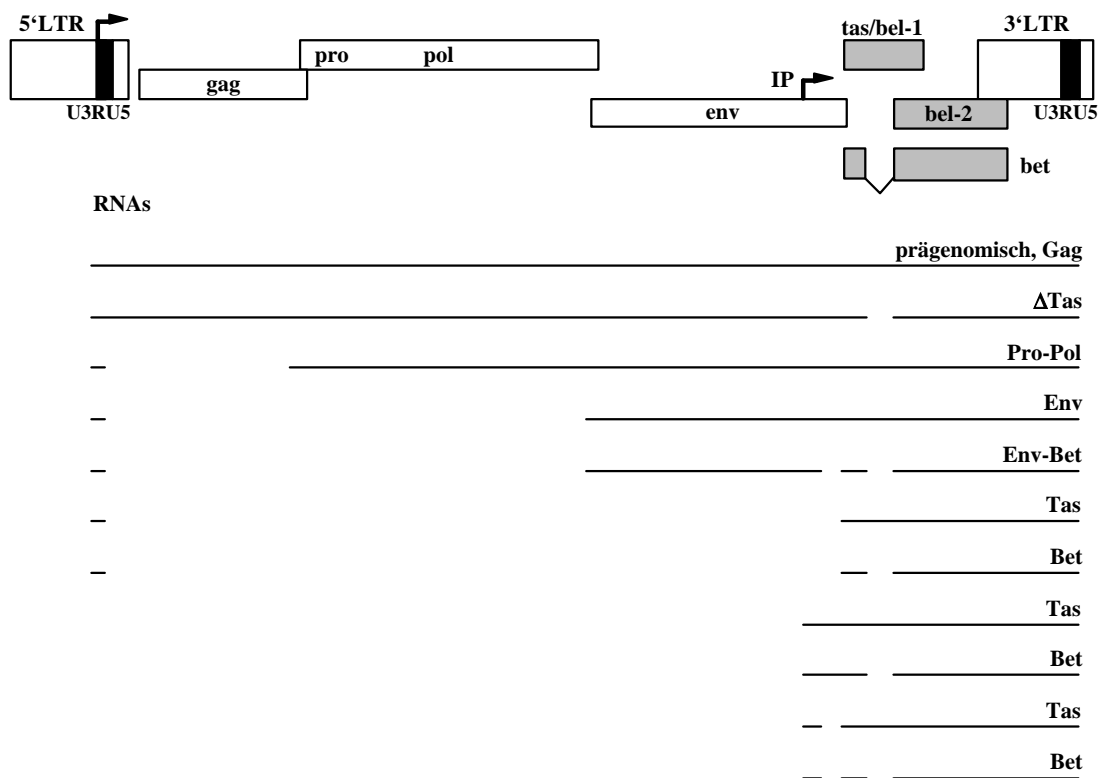 5‘LTR
tas/bel-1
3‘LTR
pro pol
gag
IP
U3RU5
env
bel-2
U3RU5
bet
RNAs
prägenomisch, Gag
ΔTas
Pro-Pol
Env
Env-Bet
Tas
Bet
Tas
Bet
Tas
Bet